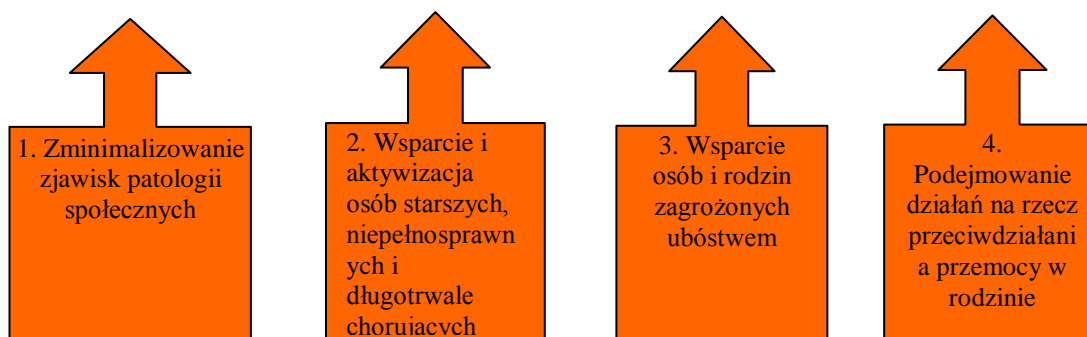 1. Zminimalizowanie
zjawisk patologii
społecznych
2. Wsparcie i
aktywizacja
osób starszych,
niepełnosprawn
ych i
długotrwale
chorujących
3. Wsparcie
osób i rodzin
zagrożonych
ubóstwem
4.
Podejmowanie
działań na rzecz
przeciwdziałani
a przemocy w
rodzinie